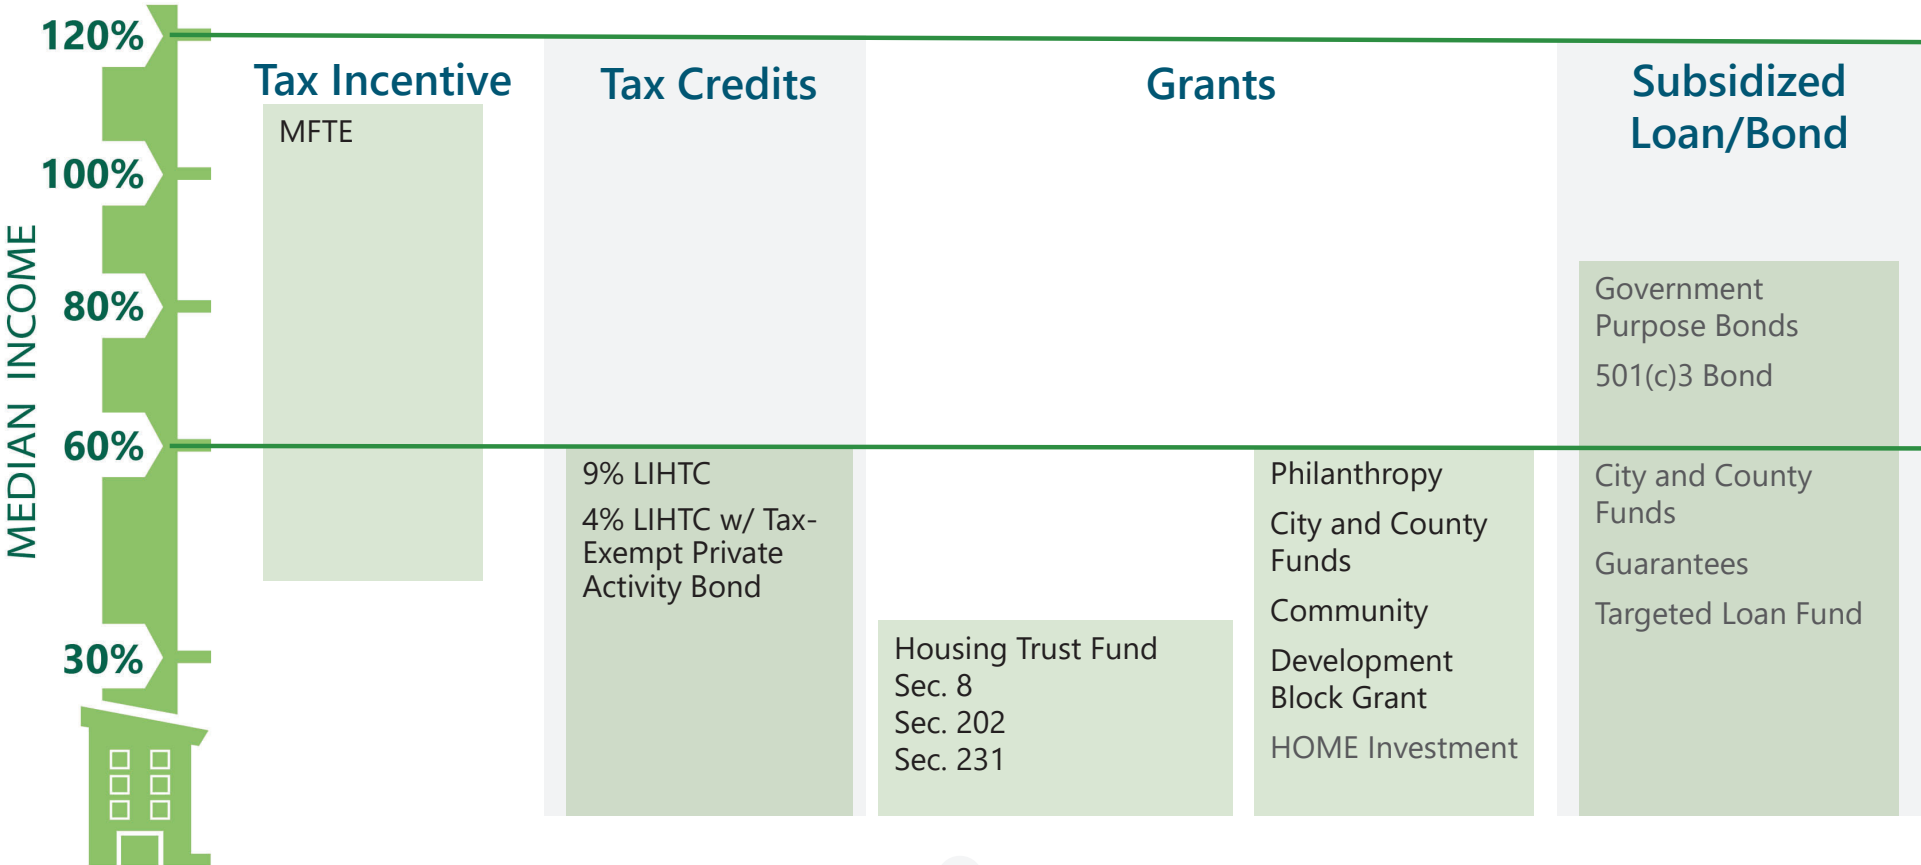 120%
100%
80%
60%
30%
MEDIAN INCOME
Tax Incentive
MFTE
Tax Credits
9% LIHTC
4% LIHTC w/ Tax-
Exempt Private
Activity Bond
Grants
Housing Trust Fund
Sec. 8
Sec. 202
Sec. 231
Philanthropy
City and County
Funds
Community
Development
Block Grant
HOME Investment
Subsidized
Loan/Bond
Government
Purpose Bonds
501(c)3 Bond
City and County
Funds
Guarantees
Targeted Loan Fund